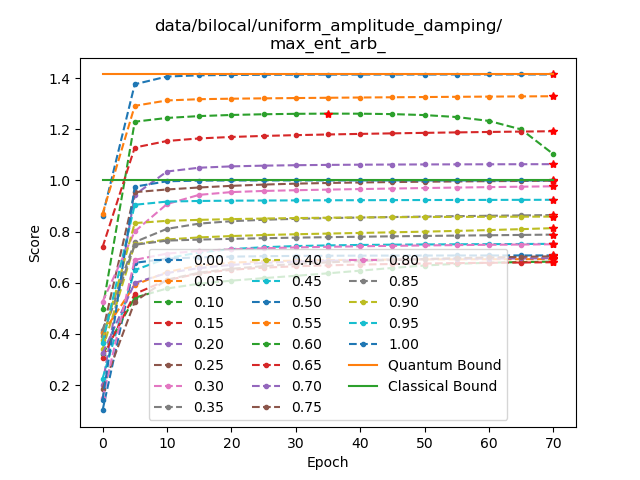 data/bilocal/uniform_amplitude_damping/
max_ent_arb_
Score
1.4
1.2
1.0
0.8
0.6
0.4
0.2
0.00 0.40 0.80
0.05 0.45 0.85
0.10 0.50 0.90
0.15 0.55 0.95
0.20 0.60 1.00
0.25 0.65 Quantum Bound
0.30 0.70 Classical Bound
0.35 0.75
0 10 20 30 40 50 60 70
Epoch